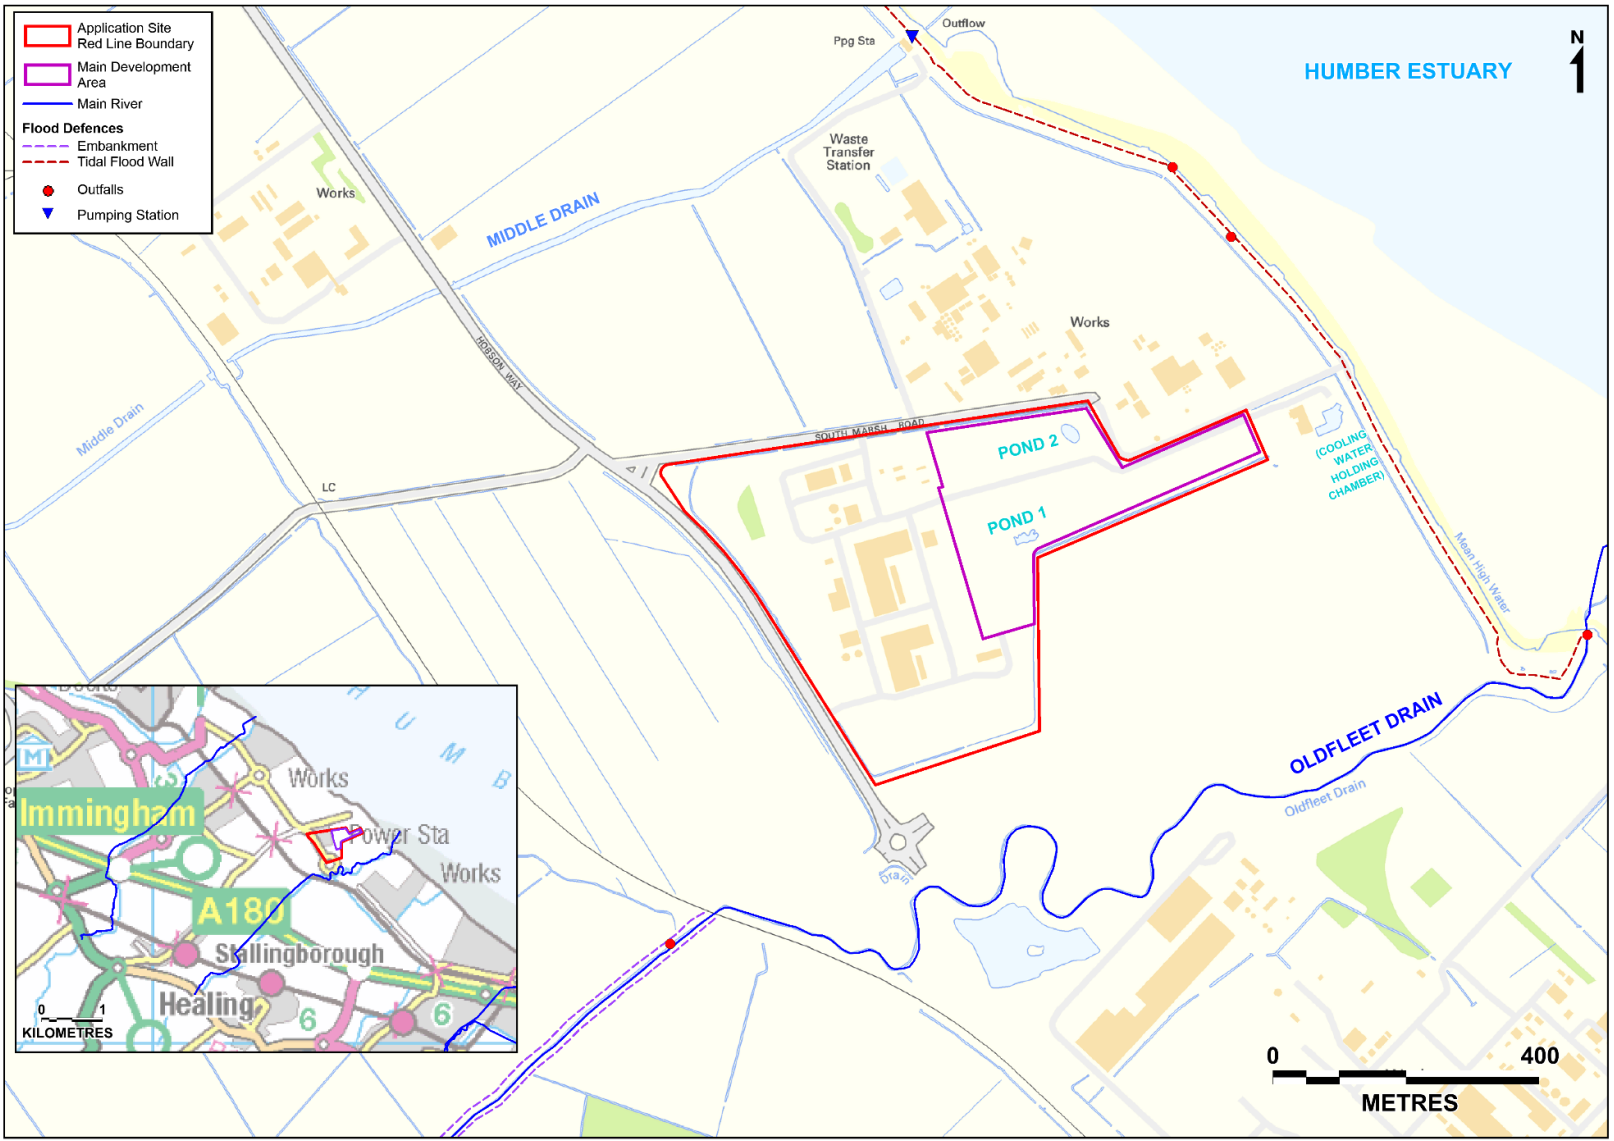 Application Site
Red Line Boundary
Main Development
Area
Main River
Flood Defences
Embankment
Tidal Flood Wall
Outfalls
Pumping Station
Outflow
Ppg Sta
HUMBER ESTUARY
N
Waste
Transfer
Station
Works
MIDDLE DRAIN
Works
HOBSON WAY
Middle Drain
SOUTH MARSH ROAD
POND 2
POND 1
(COOLING
WATER
HOLDING
CHAMBER)
LC
Mean High Water
OLDFLEET DRAIN
Oldfleet Drain
Drain
HUMB
Works
Immingham
Power Sta
Works
A180
Stallingborough
Healing
6
6
0 1
KILOMETRES
0 400
METRES